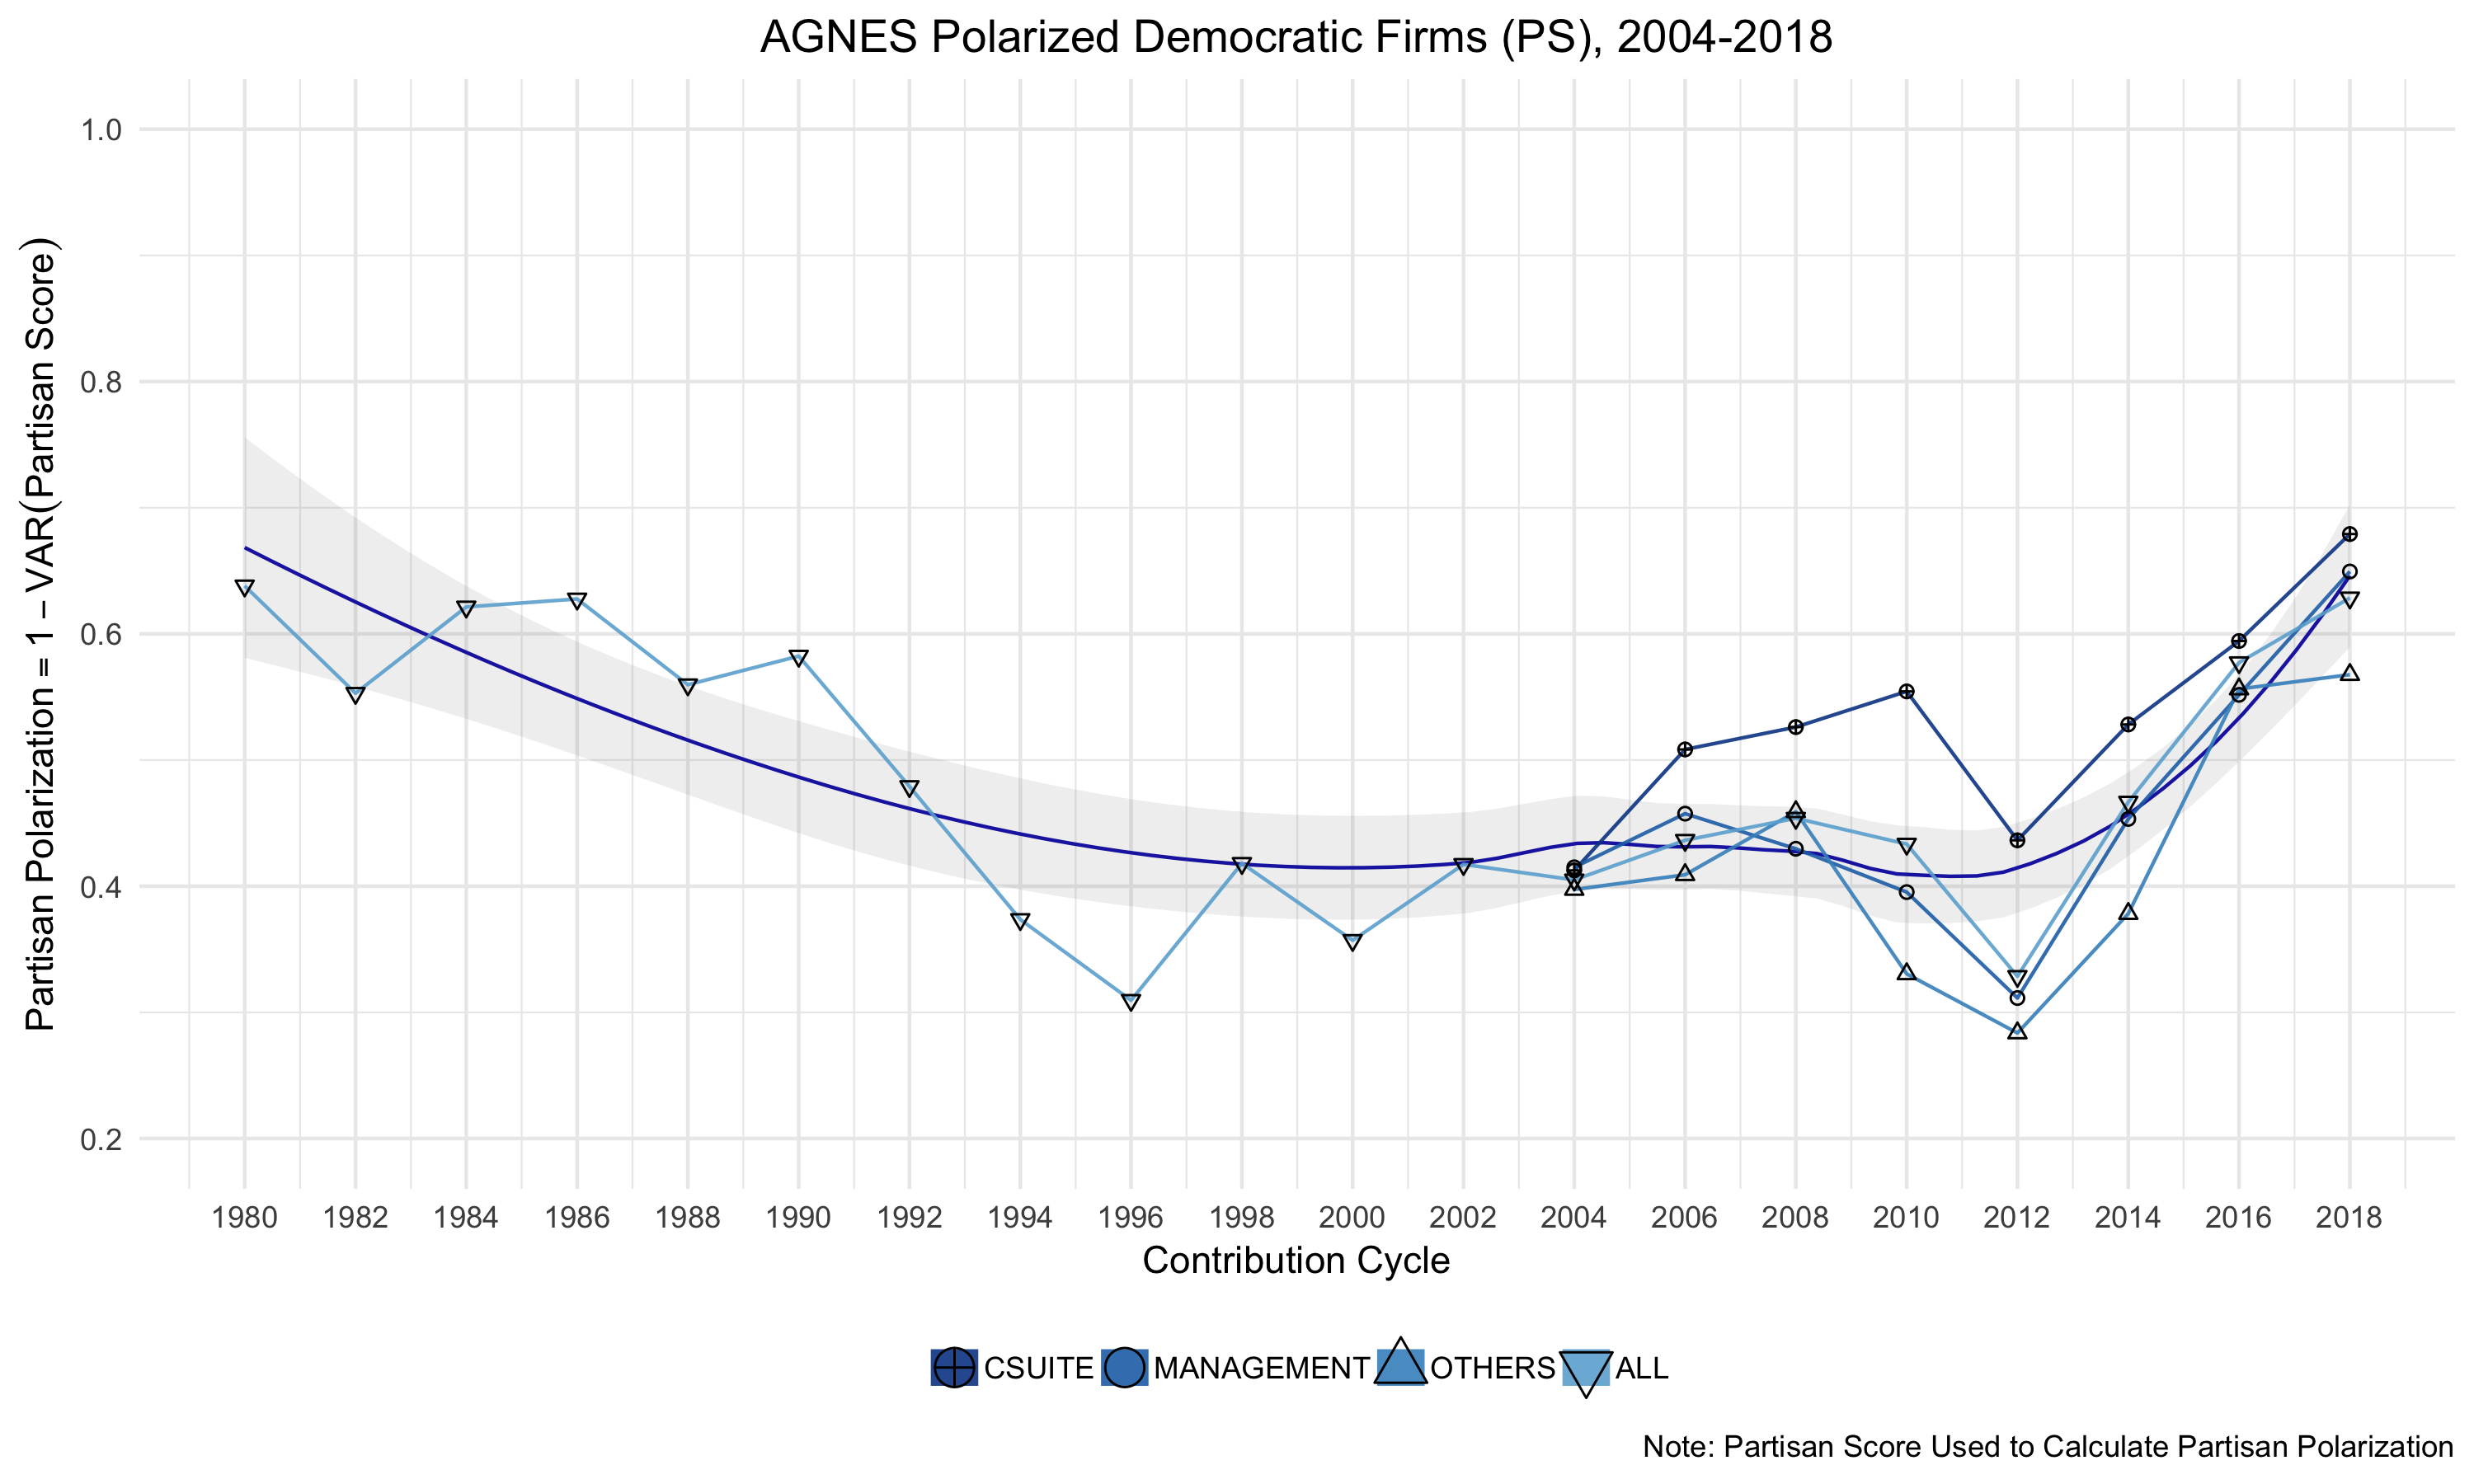 AGNES Polarized Democratic Firms (PS), 2004-2018
Partisan Polarization = 1 − VAR(Partisan Score)
1.0
0.8
0.6
0.4
0.2
1980 1982 1984 1986 1988 1990 1992 1994 1996 1998 2000 2002 2004 2006 2008 2010 2012 2014 2016 2018
Contribution Cycle
CSUITE MANAGEMENT OTHERS ALL
Note: Partisan Score Used to Calculate Partisan Polarization